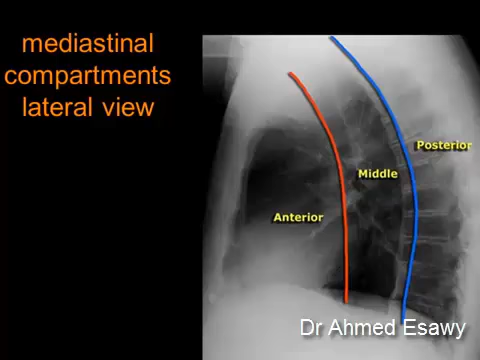 mediastinal
compartments
lateral view
Posterior
Middle
Anterior
Dr Ahmed Esawy